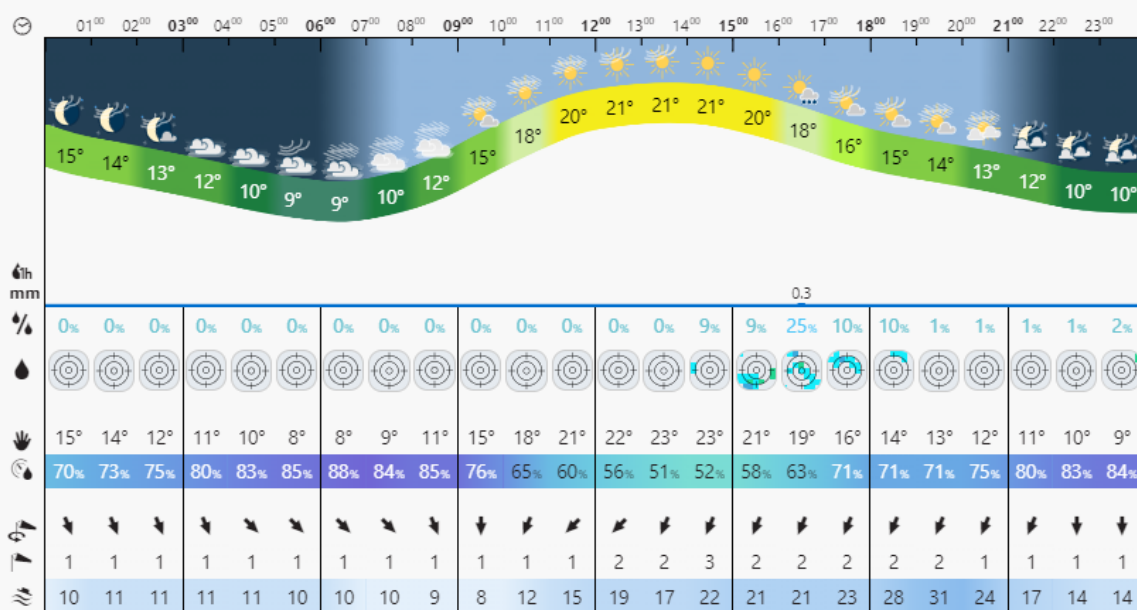 01⁰⁰ 02⁰⁰ 03⁰⁰ 04⁰⁰ 05⁰⁰ 06⁰⁰ 07⁰⁰ 08⁰⁰ 09⁰⁰ 10⁰⁰ 11⁰⁰ 12⁰⁰ 13⁰⁰ 14⁰⁰ 15⁰⁰ 16⁰⁰ 17⁰⁰ 18⁰⁰ 19⁰⁰ 20⁰⁰ 21⁰⁰ 22⁰⁰ 23⁰⁰
15° 14° 13° 12° 10° 9° 9° 10° 12° 15° 18° 20° 21° 21° 21° 20° 18° 16° 15° 14° 13° 12° 10° 10°
1h
mm
0.3
0% 0% 0% 0% 0% 0% 0% 0% 0% 0% 0% 0% 0% 0% 9% 9% 25% 10% 10% 1% 1% 1% 1% 2%
15° 14° 12° 11° 10° 8° 8° 9° 11° 15° 18° 21° 22° 23° 23° 21° 19° 16° 14° 13° 12° 11° 10° 9°
70% 73% 75% 80% 83% 85% 88% 84% 85% 76% 65% 60% 56% 51% 52% 58% 63% 71% 71% 71% 75% 80% 83% 84%
1 1 1 1 1 1 1 1 1 1 1 1 2 2 3 2 2 2 2 2 1 1 1 1
10 11 11 11 11 10 10 10 9 8 12 15 19 17 22 21 21 23 28 31 24 17 14 14